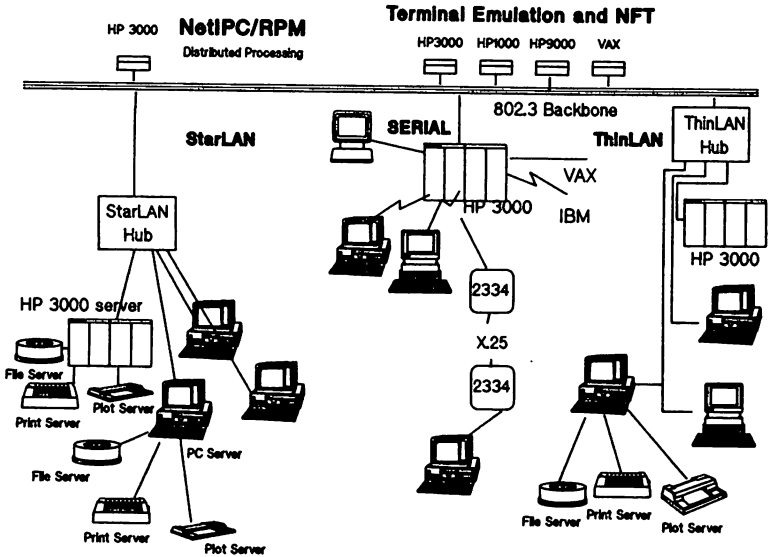 HP 3000
NetIPC/RPM
Distributed Processing
Terminal Emulation and NFT
HP3000
HP1000
HP9000
VAX
802.3 Backbone
StarLAN
SERIAL
ThinLAN
ThinLAN
Hub
StarLAN
Hub
VAX
IBM
HP 3000
HP 3000
2334
X.25
2334
HP 3000 server
File Server
Print Server
Plot Server
PC Server
File Server
Print Server
Plot Server
File Server
Print Server
Plot Server